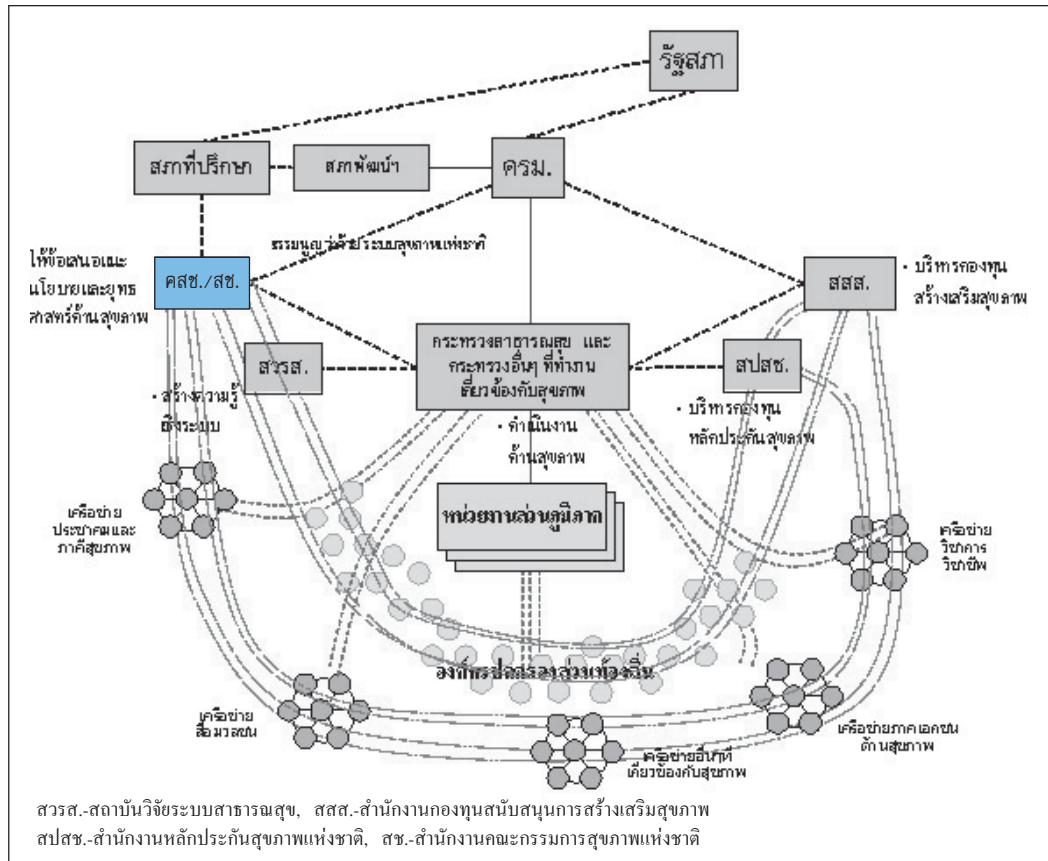 รัฐสภา
สภาที่ปรึกษา
สภาพัฒน์ฯ
ครม.
ธรรมนูญว่าด้วยระบบสุขภาพแห่งชาติ
ให้ข้อเสนอแนะ
นโยบายและยุทธ
ศาสตร์ด้านสุขภาพ
คสช./สช.
สสส.
• บริหารกองทุน
สร้างเสริมสุขภาพ
สวรส.
กระทรวงสาธารณสุข และ
กระทรวงอื่นๆ ที่ทำงาน
เกี่ยวข้องกับสุขภาพ
สปสช.
• สร้างความรู้
เชิงระบบ
• ดำเนินงาน
ด้านสุขภาพ
• บริหารกองทุน
หลักประกันสุขภาพ
หน่วยงานส่วนภูมิภาค
เครือข่าย
ประชาคมและ
ภาคีสุขภาพ
เครือข่าย
วิชาการ
วิชาชีพ
องค์กรปกครองส่วนท้องถิ่น
เครือข่าย
สื่อมวลชน
เครือข่ายอื่นๆที่
เกี่ยวข้องกับสุขภาพ
เครือข่ายภาคเอกชน
ด้านสุขภาพ
สวรส.-สถาบันวิจัยระบบสาธารณสุข, สสส.-สำนักงานกองทุนสนับสนุนการสร้างเสริมสุขภาพ
สปสช.-สำนักงานหลักประกันสุขภาพแห่งชาติ, สช.-สำนักงานคณะกรรมการสุขภาพแห่งชาติ